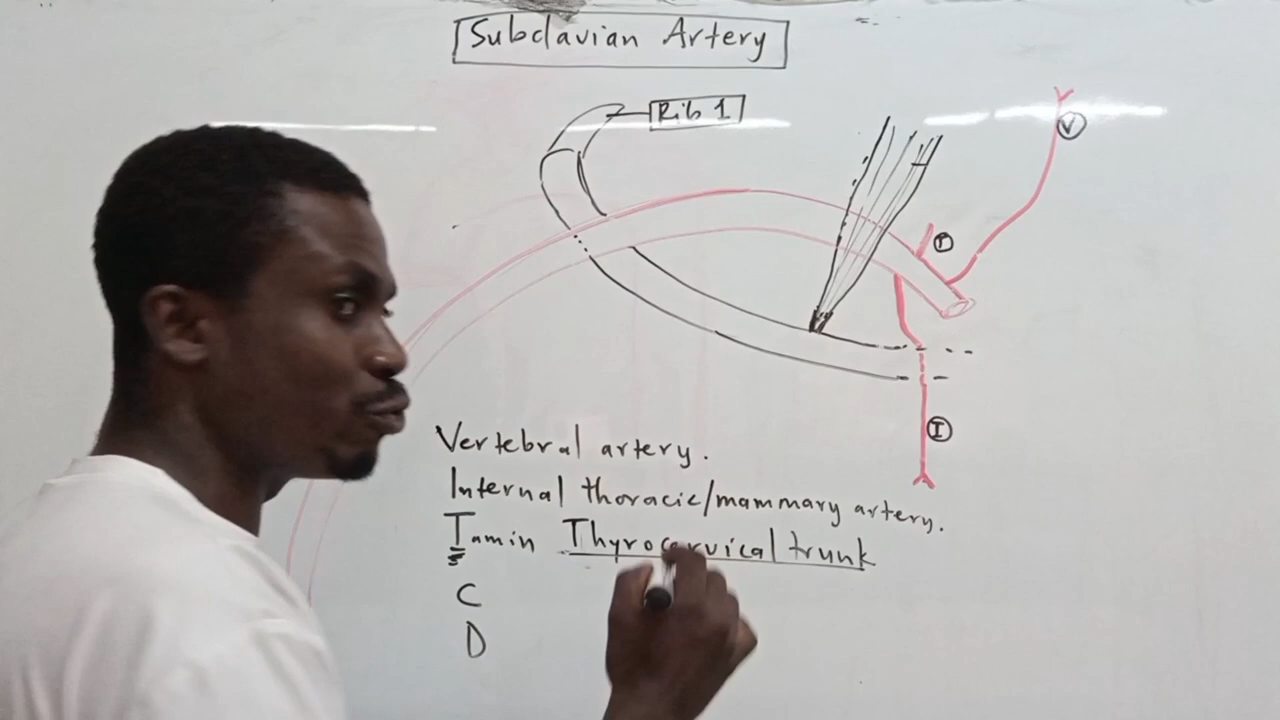 Subclavian Artery
Rib 1
V
T
I
Vertebral artery.
Internal thoracic/mammary artery.
Tamin Thyrocervical trunk
C
D